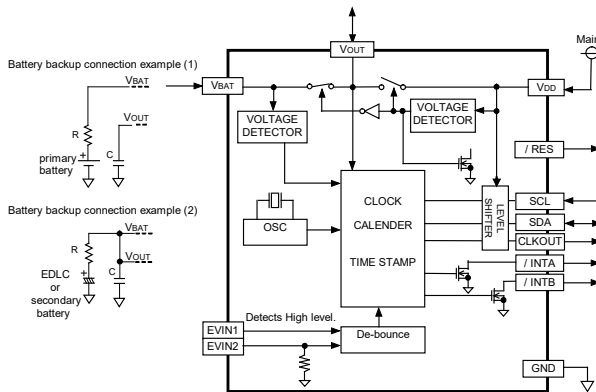 Battery backup connection example (1)
VBAT
VOUT
R
+
primary
battery
C
Battery backup connection example (2)
VBAT
R
VOUT
C
+
EDLC
or
secondary
battery
VOUT
Main
VBAT
VDD
VOLTAGE
DETECTOR
VOLTAGE
DETECTOR
/ RES
CLOCK
CALENDER
TIME STAMP
LEVEL
SHIFTER
SCL
SDA
CLKOUT
OSC
/ INTA
/ INTB
Detects High level.
EVIN1
EVIN2
De-bounce
GND